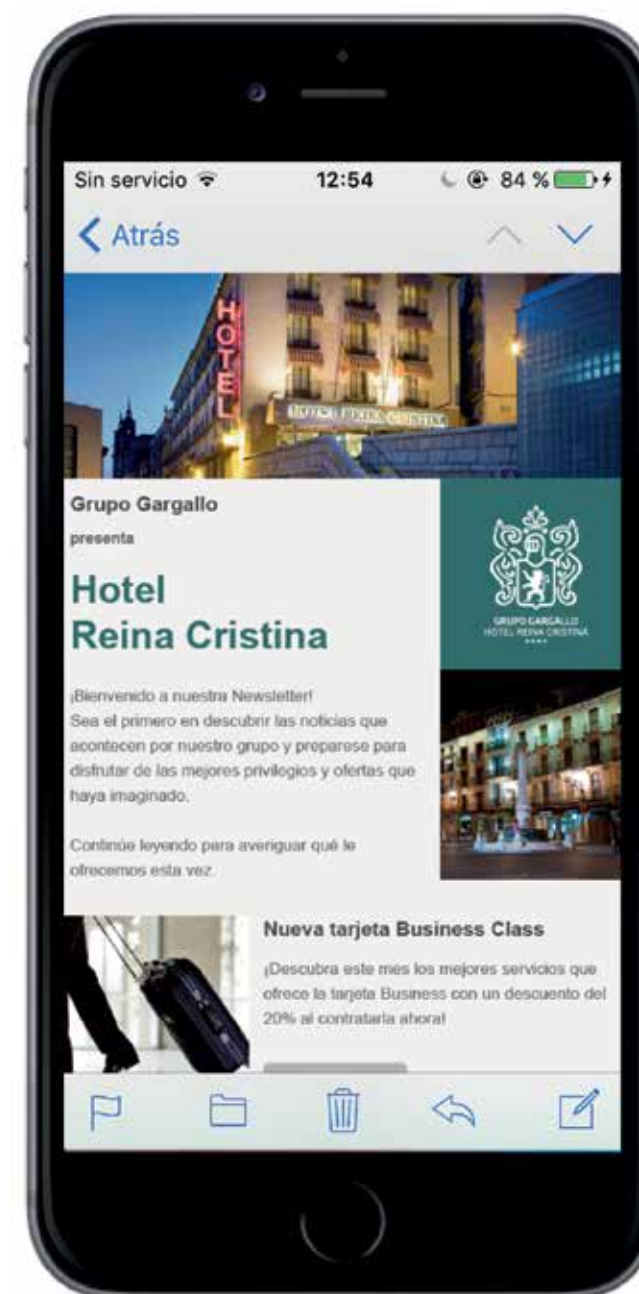 Sin servicio 12:54 84 %
Atrás
HOTEL
HOTEL REINA CRISTINA
Grupo Gargallo
presenta
Hotel
Reina Cristina
GRUPO GARGALLO
HOTEL REINA CRISTINA
¡Bienvenido a nuestra Newsletter!
Sea el primero en descubrir las noticias que
acontecen por nuestro grupo y preparese para
disfrutar de las mejores privilegios y ofertas que
haya imaginado.
Continúe leyendo para averiguar qué le
ofrecemos esta vez.
Nueva tarjeta Business Class
¡Descubra este mes los mejores servicios que
ofrece la tarjeta Business con un descuento del
20% al contratarla ahora!